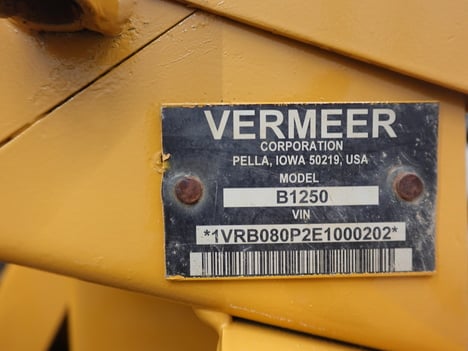 VERMEER
CORPORATION
PELLA, IOWA 50219, USA
MODEL
B1250
VIN
*1VRB080P2E1000202*